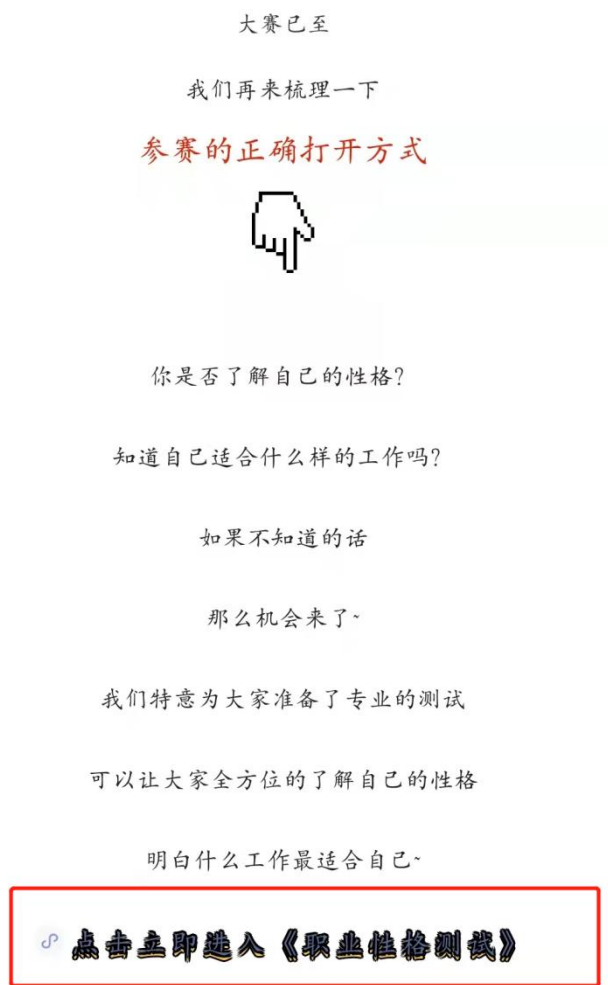 大赛已至
我们再来梳理一下
参赛的正确打开方式
你是否了解自己的性格?
知道自己适合什么样的工作吗?
如果不知道的话
那么机会来了~
我们特意为大家准备了专业的测试
可以让大家全方位的了解自己的性格
明白什么工作最适合自己~
点击立即进入《职业性格测试》